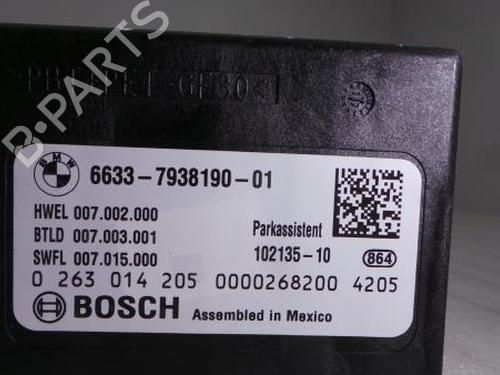 B-PARTS
BMW
6633-7938190-01
HWEL 007.002.000
BTLD 007.003.001
SWFL 007.015.000
Parkassistent
102135-10
864
0 263 014 205 0000268200 4205
BOSCH Assembled in Mexico